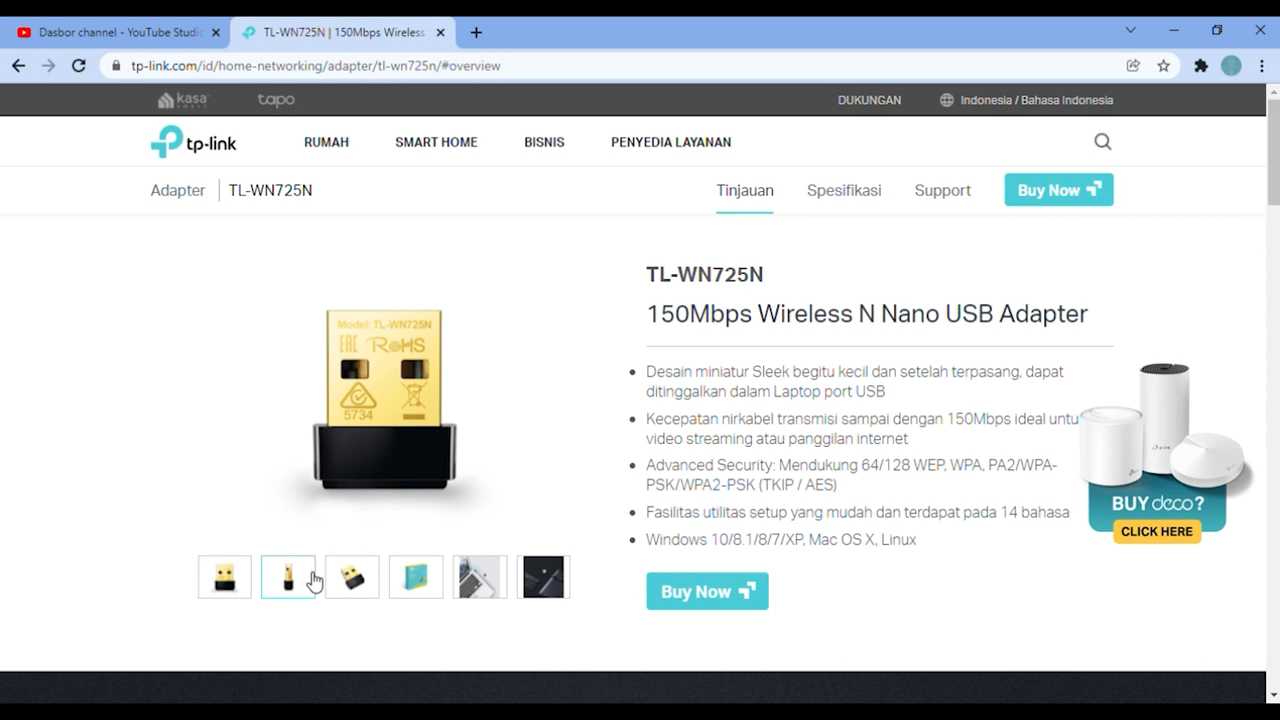 Dasbor channel - YouTube Studio
TL-WN725N | 150Mbps Wireless
tp-link.com/id/home-networking/adapter/tl-wn725n/#overview
kasa
tapo
DUKUNGAN
Indonesia / Bahasa Indonesia
tp-link
RUMAH
SMART HOME
BISNIS
PENYEDIA LAYANAN
Adapter
TL-WN725N
Tinjauan
Spesifikasi
Support
Buy Now
TL-WN725N
150Mbps Wireless N Nano USB Adapter
Model: TL-WN725N
EAC RoHS
5734
Desain miniatur Sleek begitu kecil dan setelah terpasang, dapat
ditinggalkan dalam Laptop port USB
Kecepatan nirkabel transmisi sampai dengan 150Mbps ideal untu
video streaming atau panggilan internet
Advanced Security: Mendukung 64/128 WEP, WPA, PA2/WPA-
PSK/WPA2-PSK (TKIP / AES)
Fasilitas utilitas setup yang mudah dan terdapat pada 14 bahasa
Windows 10/8.1/8/7/XP, Mac OS X, Linux
BUY deco?
CLICK HERE
Buy Now